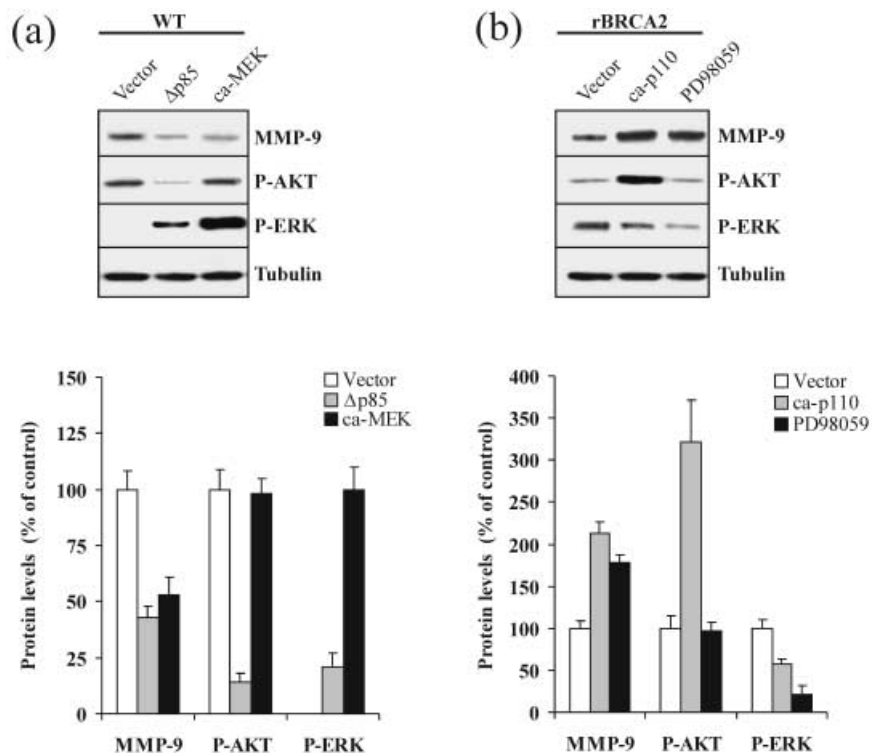 (a)
WT
Vector
Δp85
ca-MEK
MMP-9
P-AKT
P-ERK
Tubulin
(b)
rBRCA2
Vector
ca-p110
PD98059
MMP-9
P-AKT
P-ERK
Tubulin
Protein levels (% of control)
150
125
100
75
50
25
0
Vector
Δp85
ca-MEK
MMP-9
P-AKT
P-ERK
Protein levels (% of control)
400
350
300
250
200
150
100
50
0
Vector
ca-p110
PD98059
MMP-9
P-AKT
P-ERK